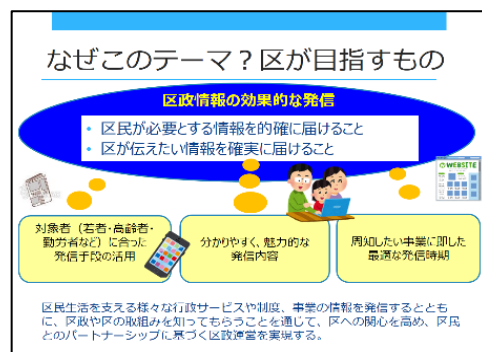 なぜこのテーマ？区が目指すもの
区政情報の効果的な発信
• 区民が必要とする情報を的確に届けること
• 区が伝えたい情報を確実に届けること
WEBSITE
対象者（若者・高齢者・
勤労者など）に合った
発信手段の活用
分かりやすく、魅力的な
発信内容
周知したい事業に即した
最適な発信時期
区民生活を支える様々な行政サービスや制度、事業の情報を発信するととも
に、区政や区の取組みを知ってもらうことを通じて、区への関心を高め、区民
とのパートナーシップに基づく区政運営を実現する。